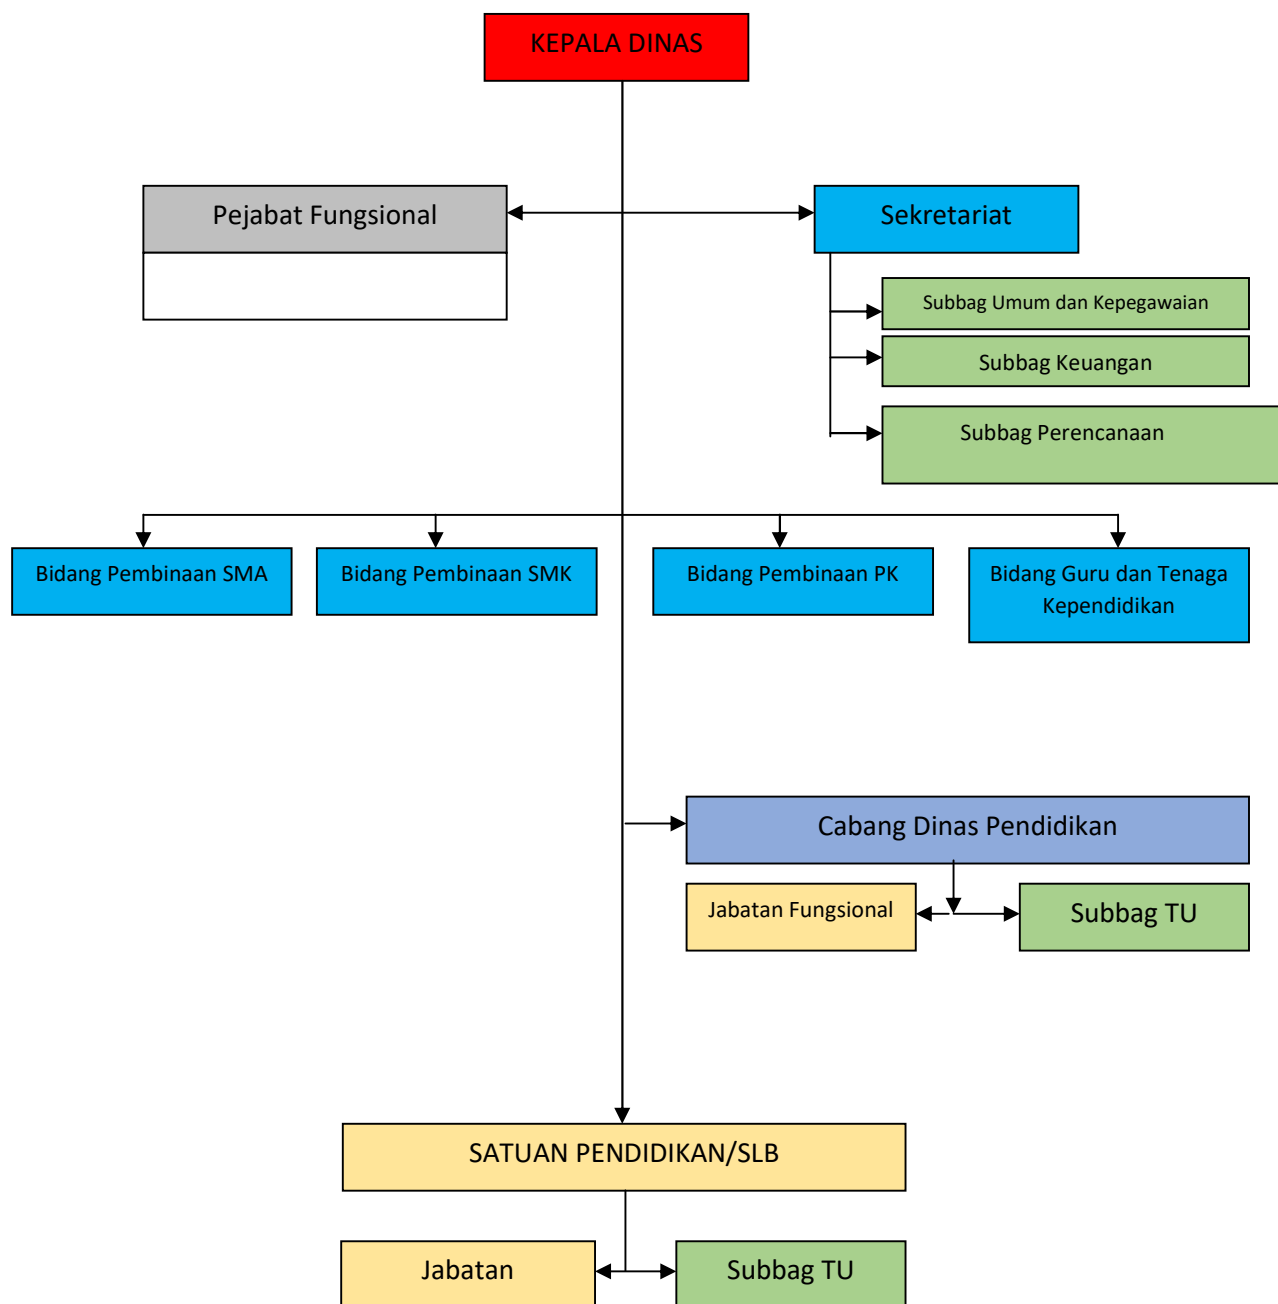 KEPALA DINAS
Pejabat Fungsional
Sekretariat
Subbag Umum dan Kepegawaian
Subbag Keuangan
Subbag Perencanaan
Bidang Pembinaan SMA
Bidang Pembinaan SMK
Bidang Pembinaan PK
Bidang Guru dan Tenaga
Kependidikan
Cabang Dinas Pendidikan
Jabatan Fungsional
Subbag TU
SATUAN PENDIDIKAN/SLB
Jabatan
Subbag TU